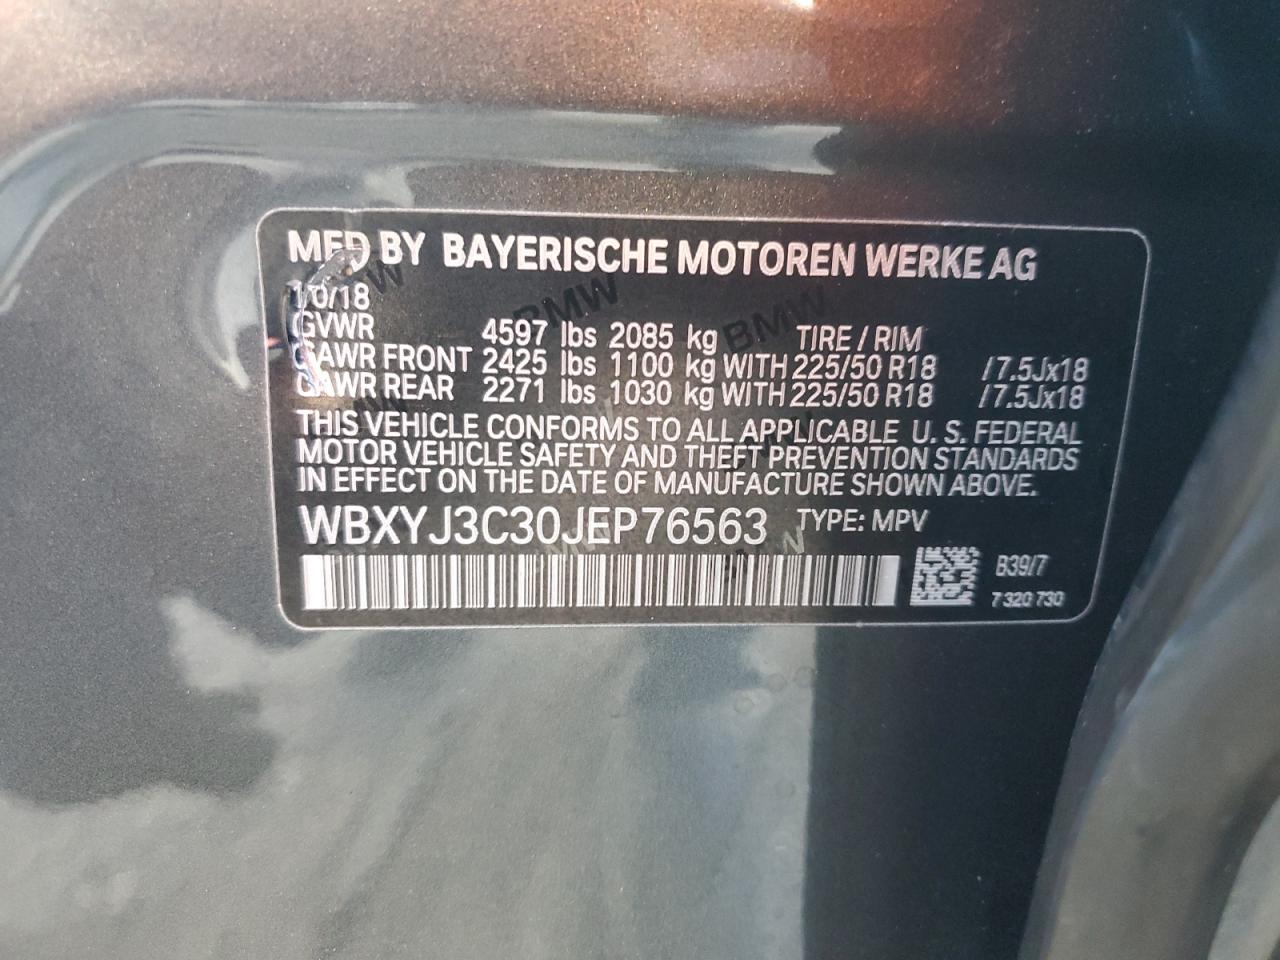 MFD BY BAYERISCHE MOTOREN WERKE AG
10/18
GVWR 4597 lbs 2085 kg TIRE / RIM
GAWR FRONT 2425 lbs 1100 kg WITH 225/50 R18 /7.5Jx18
GAWR REAR 2271 lbs 1030 kg WITH 225/50 R18 /7.5Jx18
THIS VEHICLE CONFORMS TO ALL APPLICABLE U. S. FEDERAL
MOTOR VEHICLE SAFETY AND THEFT PREVENTION STANDARDS
IN EFFECT ON THE DATE OF MANUFACTURE SHOWN ABOVE.
WBXYJ3C30JEP76563 TYPE: MPV
B39/7
7 320 730
BMW
BMW
BMW